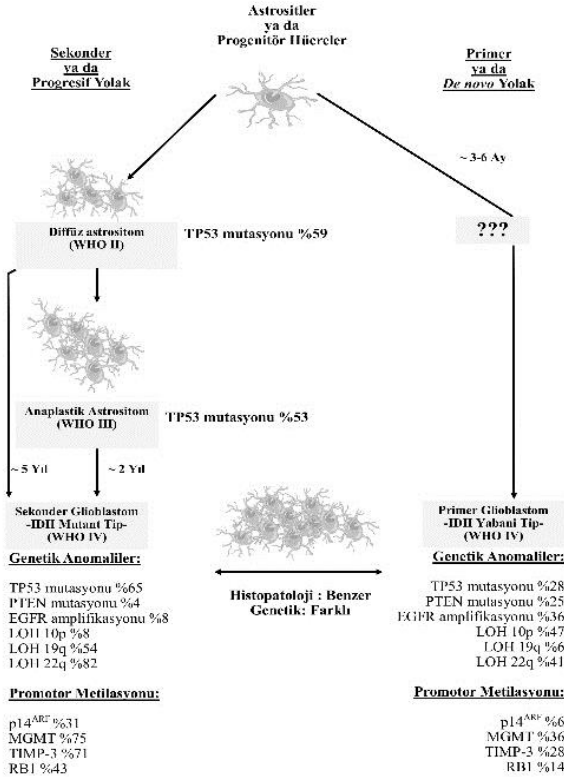 Astrositler
ya da
Progenitör Hücreler
Sekonder
ya da
Progresif Yolak
Primer
ya da
De novo Yolak
~ 3-6 Ay
Diffüz astrositom
(WHO II)
TP53 mutasyonu %59
???
Anaplastik Astrositom
(WHO III)
TP53 mutasyonu %53
~ 5 Yıl
~ 2 Yıl
Sekonder Glioblastom
-IDH Mutant Tip-
(WHO IV)
Primer Glioblastom
-IDH Yabani Tip-
(WHO IV)
Genetik Anomaliler:
TP53 mutasyonu %65
PTEN mutasyonu %4
EGFR amplifikasyonu %8
LOH 10p %8
LOH 19q %54
LOH 22q %82
Histopatoloji : Benzer
Genetik: Farklı
Genetik Anomaliler:
TP53 mutasyonu %28
PTEN mutasyonu %25
EGFR amplifikasyonu %36
LOH 10p %47
LOH 19q %6
LOH 22q %41
Promotor Metilasyonu:
p14ARF %31
MGMT %75
TIMP-3 %71
RB1 %43
Promotor Metilasyonu:
p14ARF %6
MGMT %36
TIMP-3 %28
RB1 %14